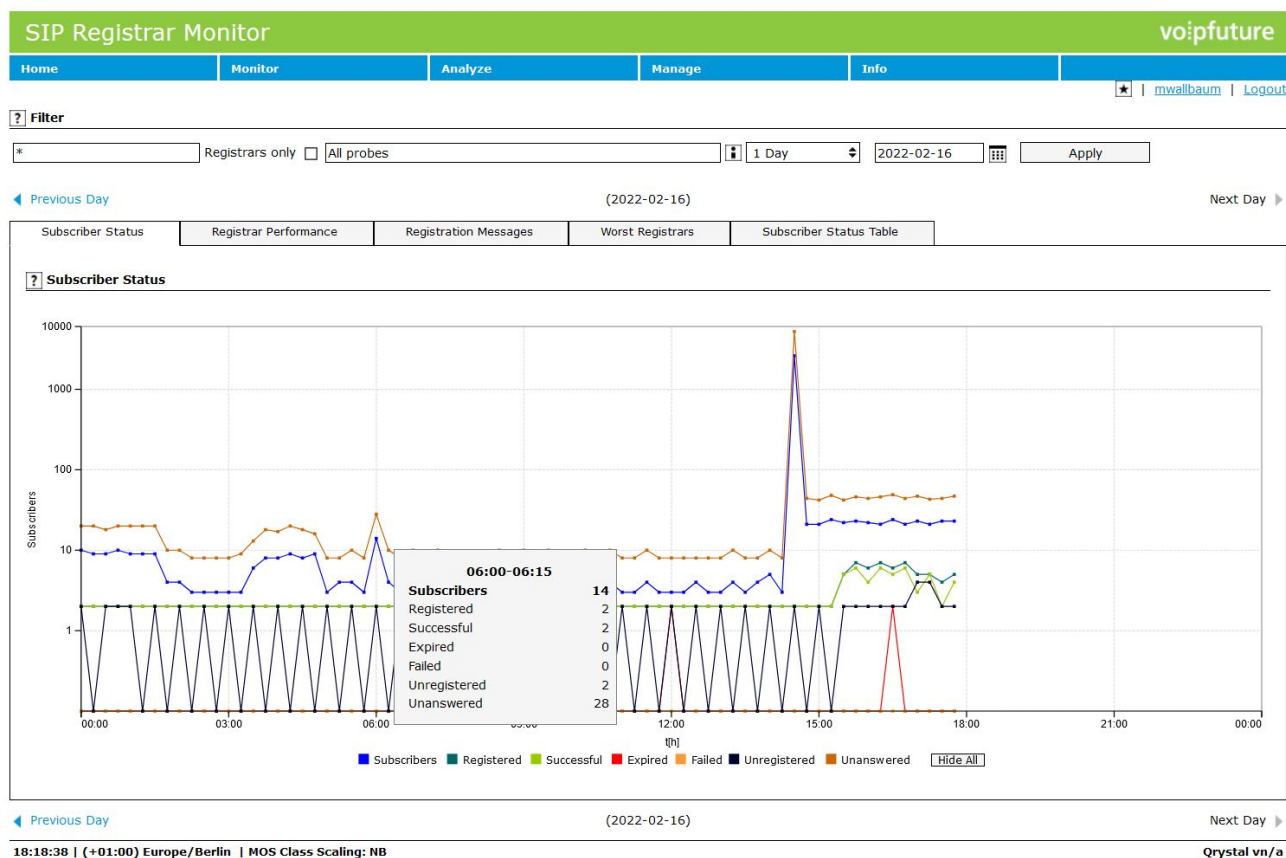 SIP Registrar Monitor
voipfuture
Home Monitor Analyze Manage Info
mwallbaum | Logout
? Filter
* Registrars only All probes 1 Day 2022-02-16 Apply
Previous Day (2022-02-16) Next Day
Subscriber Status Registrar Performance Registration Messages Worst Registrars Subscriber Status Table
? Subscriber Status
10000
1000
100
10
1
Subscribers
06:00-06:15
Subscribers 14
Registered 2
Successful 2
Expired 0
Failed 0
Unregistered 2
Unanswered 28
00:00 03:00 06:00 12:00 15:00 18:00 21:00 00:00
t[h]
Subscribers Registered Successful Expired Failed Unregistered Unanswered Hide All
Previous Day (2022-02-16) Next Day
18:18:38 | (+01:00) Europe/Berlin | MOS Class Scaling: NB Qrystal vn/a